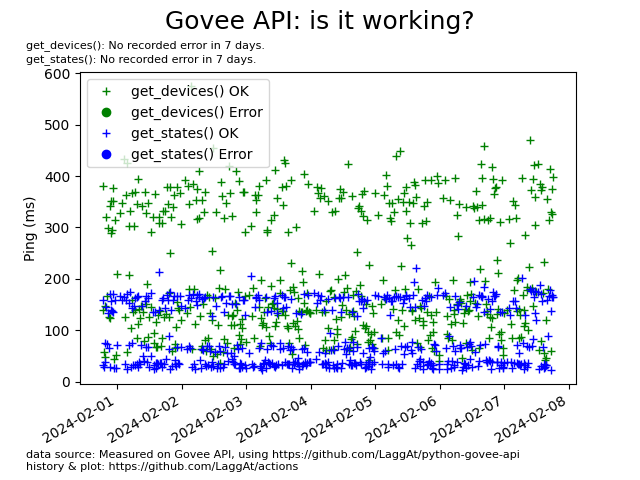 Govee API: is it working?
get_devices(): No recorded error in 7 days.
get_states(): No recorded error in 7 days.
600
500
400
300
200
100
0
Ping (ms)
get_devices() OK
get_devices() Error
get_states() OK
get_states() Error
2024-02-01
2024-02-02
2024-02-03
2024-02-04
2024-02-05
2024-02-06
2024-02-07
2024-02-08
data source: Measured on Govee API, using https://github.com/LaggAt/python-govee-api
history & plot: https://github.com/LaggAt/actions